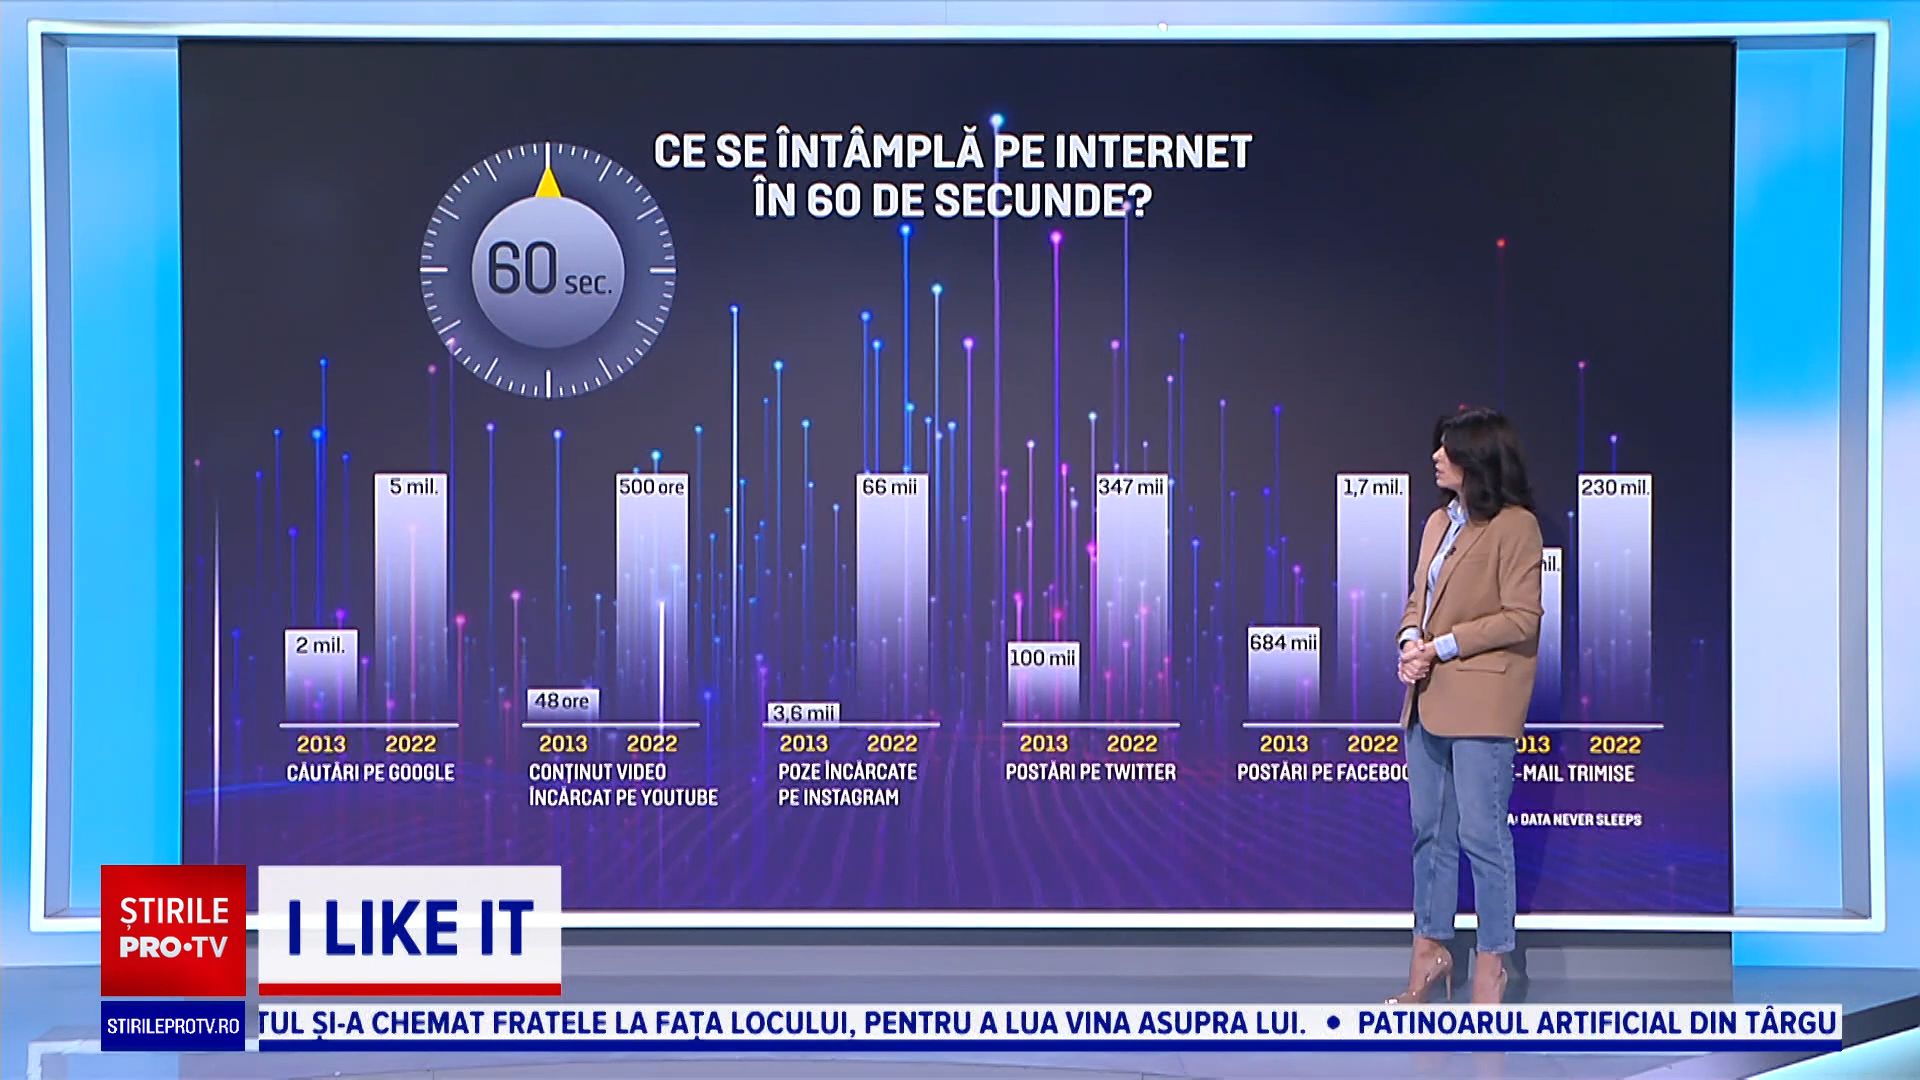 CE SE ÎNTÂMPLĂ PE INTERNET
ÎN 60 DE SECUNDE?
60 sec.
2 mil.
5 mil.
2013 2022
CĂUTĂRI PE GOOGLE
48 ore
500 ore
2013 2022
CONȚINUT VIDEO
ÎNCĂRCAT PE YOUTUBE
3,6 mii
66 mii
2013 2022
POZE ÎNCĂRCATE
PE INSTAGRAM
100 mii
347 mii
2013 2022
POSTĂRI PE TWITTER
684 mii
1,7 mil.
2013 2022
POSTĂRI PE
230 mil.
2022
E-MAIL TRIMISE
DATA NEVER SLEEPS
ȘTIRILE
PRO•TV
I LIKE IT
STIRILEPROTV.RO
ȘI-A CHEMAT FRATELE LA FAȚA LOCULUI, PENTRU A LUA VINA ASUPRA LUI. • PATINOARUL ARTIFICIAL DIN TÂRGU